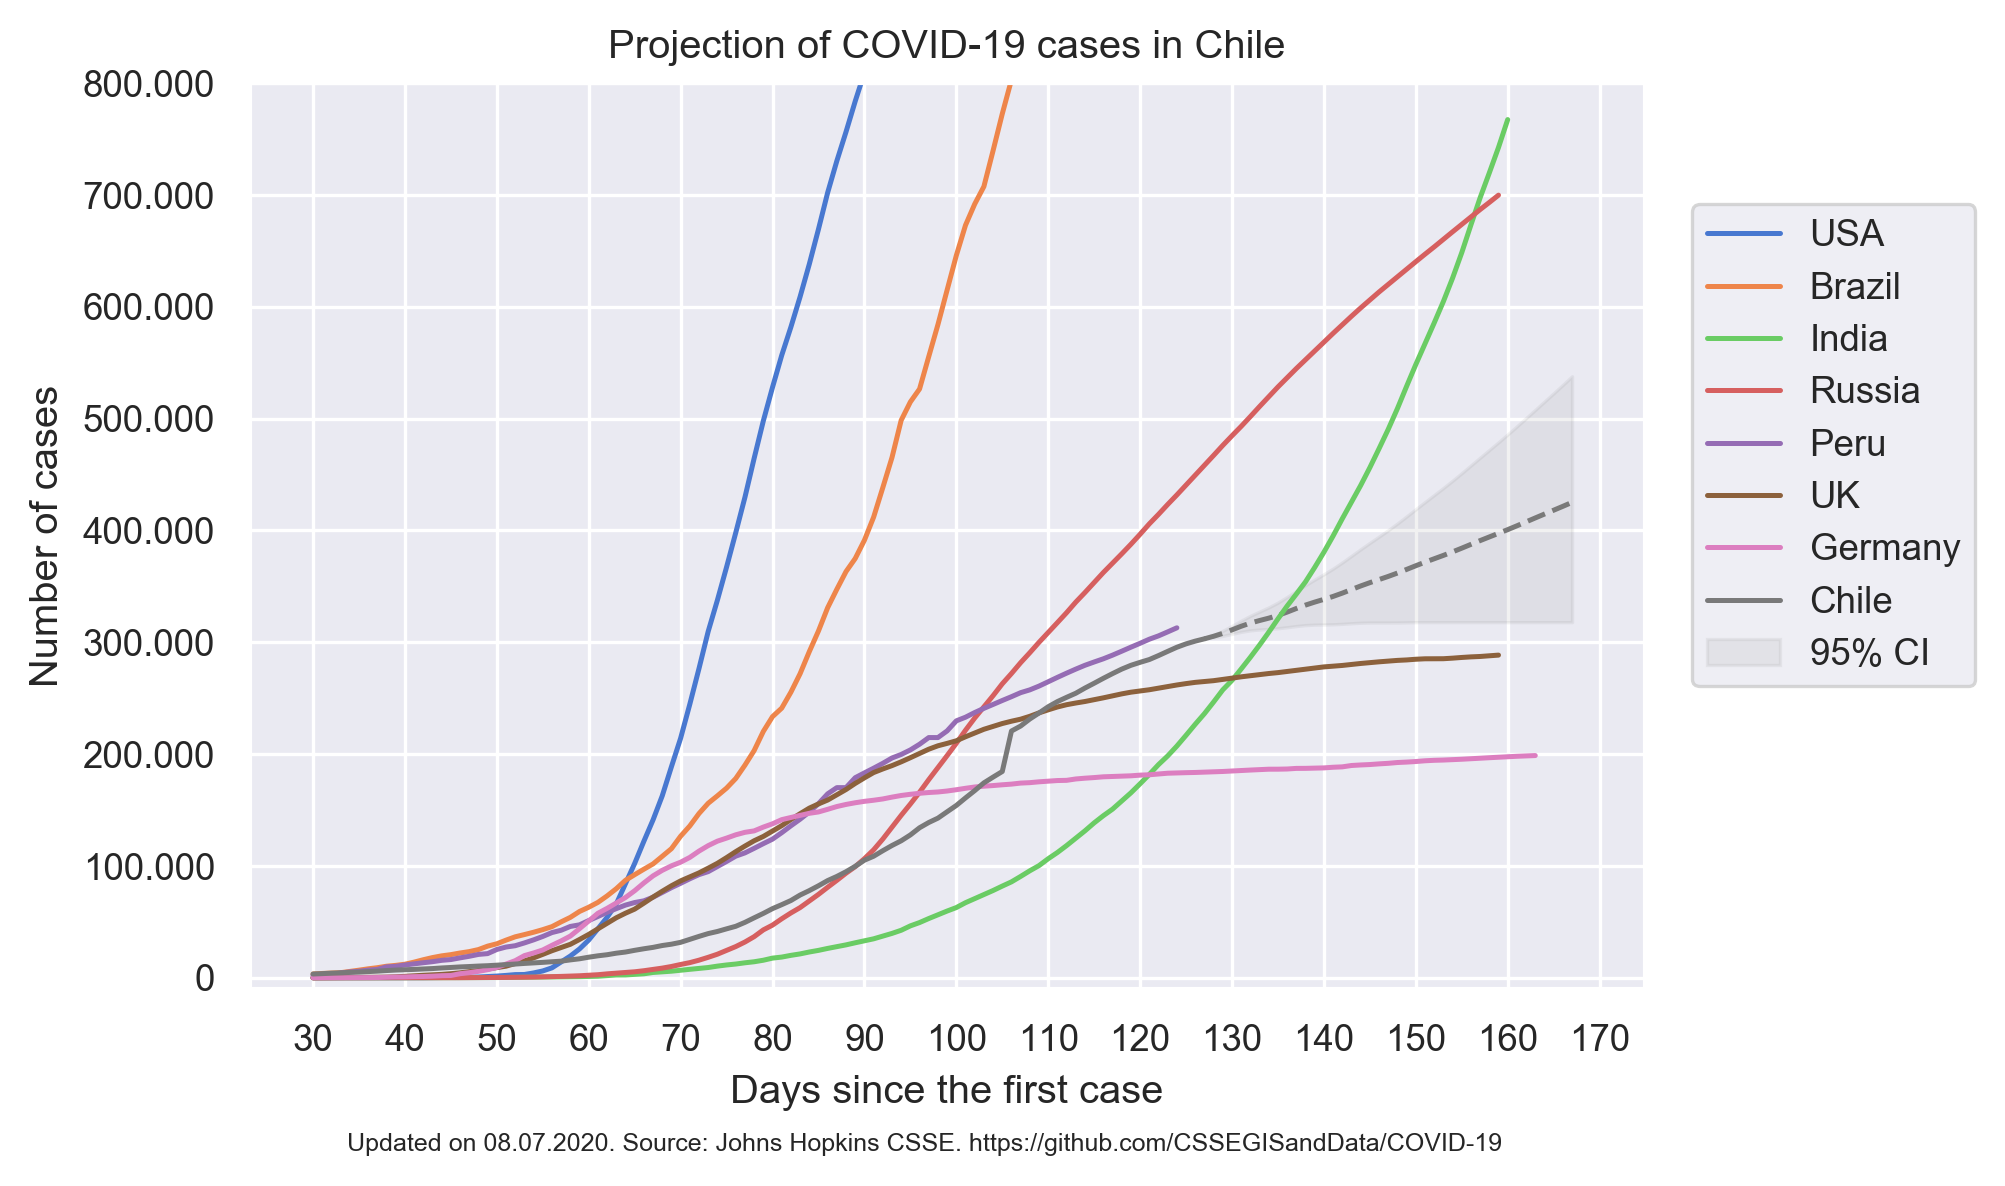 Projection of COVID-19 cases in Chile
800.000
700.000
600.000
500.000
400.000
300.000
200.000
100.000
0
Number of cases
30 40 50 60 70 80 90 100 110 120 130 140 150 160 170
Days since the first case
USA
Brazil
India
Russia
Peru
UK
Germany
Chile
95% CI
Updated on 08.07.2020. Source: Johns Hopkins CSSE. https://github.com/CSSEGISandData/COVID-19